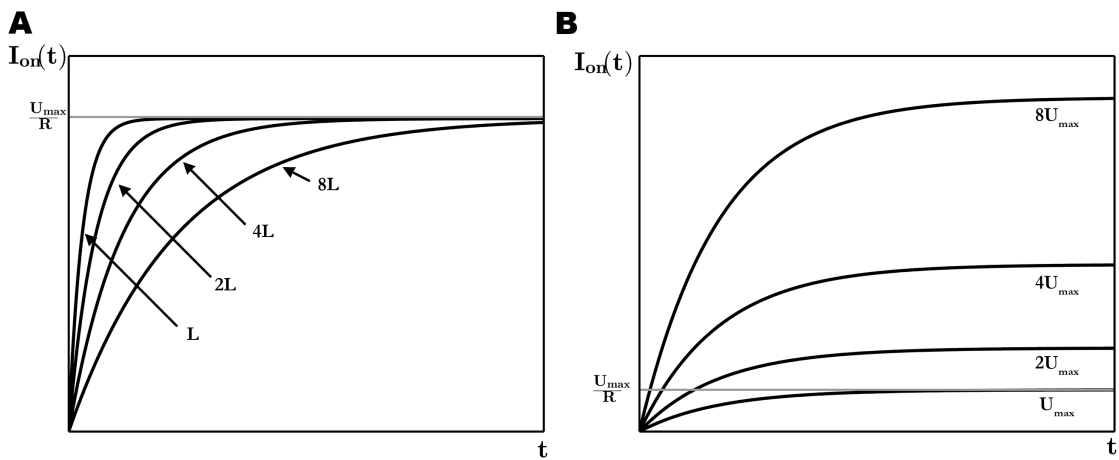 A
I_on(t)
U_max
R
8L
4L
2L
L
t
B
I_on(t)
8U_max
4U_max
2U_max
U_max
R
U_max
t